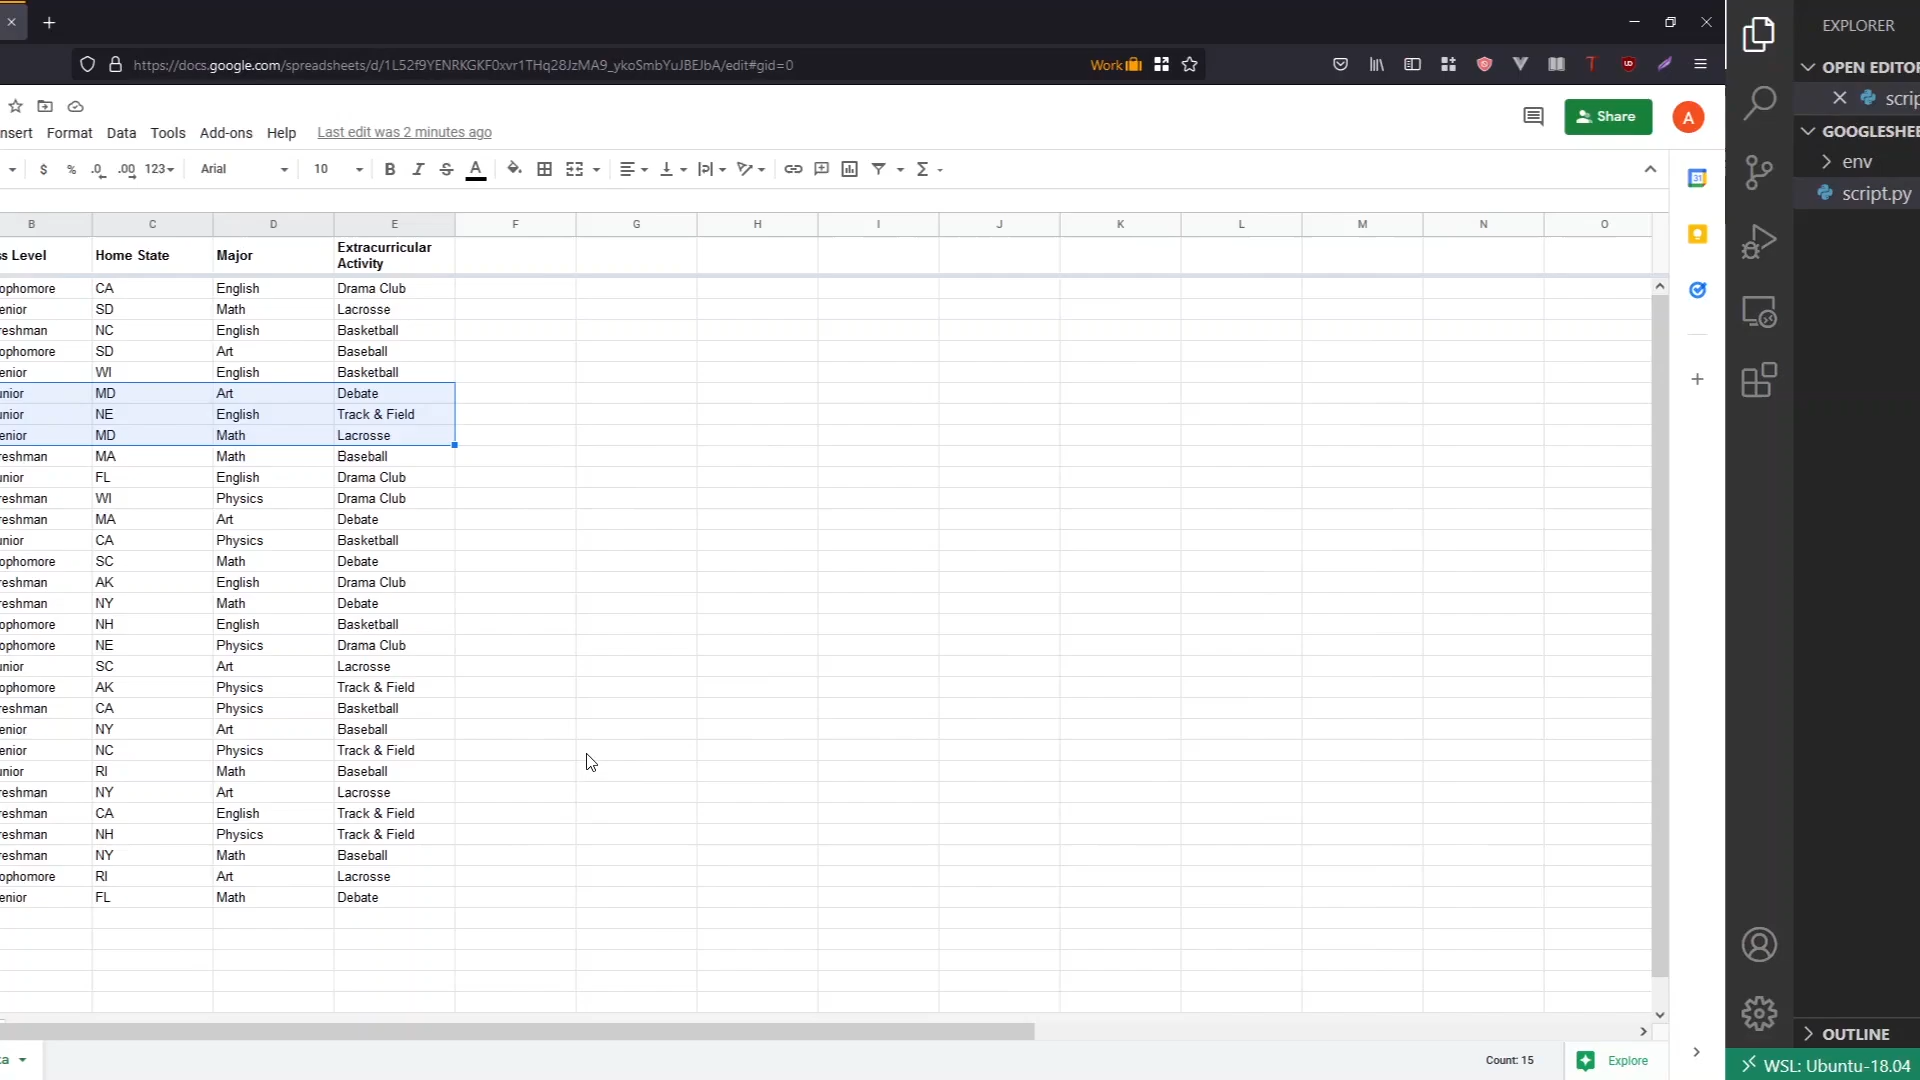 EXPLORER
https://docs.google.com/spreadsheets/d/1L52f9YENRKGKF0xvr1THq28JzMA9_ykoSmbYuJBEJbA/edit#gid=0
Work
OPEN EDITOR
scrip
nsert Format Data Tools Add-ons Help Last edit was 2 minutes ago
Share
A
GOOGLESHEE
env
script.py
$ % .0 .00 123 Arial 10 B I S A Σ
31
B C D E F G H I J K L M N O
ss Level Home State Major Extracurricular
Activity
ophomore CA English Drama Club
enior SD Math Lacrosse
reshman NC English Basketball
ophomore SD Art Baseball
enior WI English Basketball
unior MD Art Debate
unior NE English Track & Field
enior MD Math Lacrosse
reshman MA Math Baseball
unior FL English Drama Club
reshman WI Physics Drama Club
reshman MA Art Debate
unior CA Physics Basketball
ophomore SC Math Debate
reshman AK English Drama Club
reshman NY Math Debate
ophomore NH English Basketball
ophomore NE Physics Drama Club
unior SC Art Lacrosse
ophomore AK Physics Track & Field
reshman CA Physics Basketball
enior NY Art Baseball
enior NC Physics Track & Field
unior RI Math Baseball
reshman NY Art Lacrosse
reshman CA English Track & Field
reshman NH Physics Track & Field
reshman NY Math Baseball
ophomore RI Art Lacrosse
enior FL Math Debate
ta
Count: 15
Explore
OUTLINE
WSL: Ubuntu-18.04